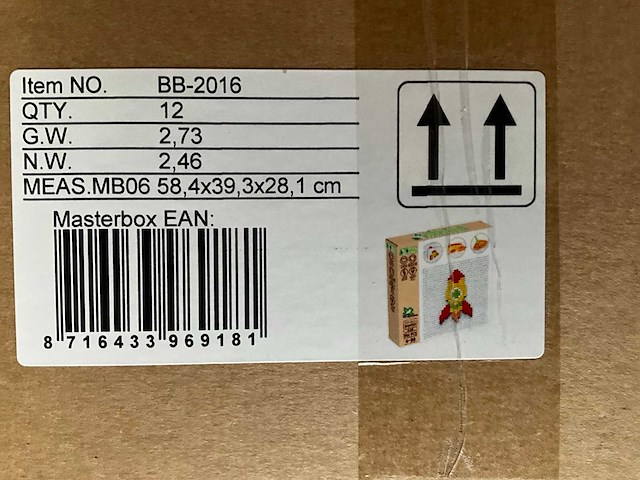 Item NO. BB-2016
QTY. 12
G.W. 2,73
N.W. 2,46
MEAS.MB06 58,4x39,3x28,1 cm
Masterbox EAN:
8 716433 969181